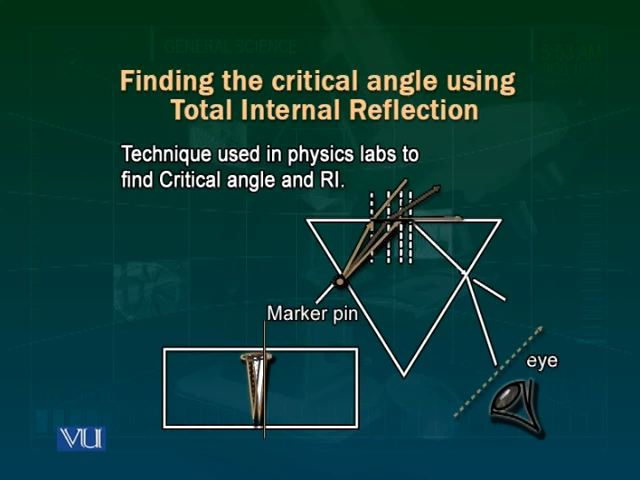 GENERAL SCIENCE
Finding the critical angle using
Total Internal Reflection
Technique used in physics labs to
find Critical angle and RI.
Marker pin
eye
VU